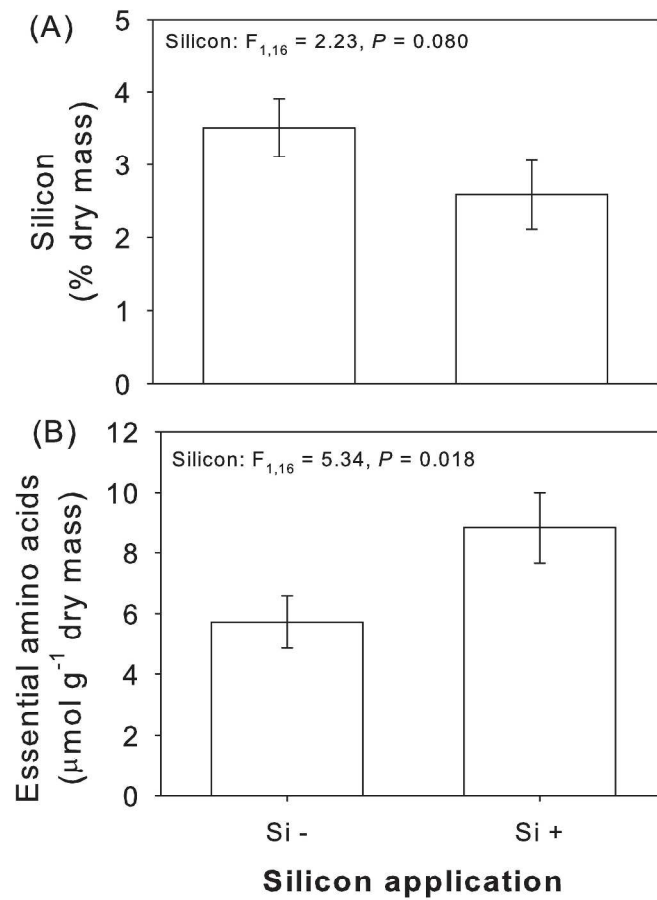 (A)
Silicon: F1,16 = 2.23, P = 0.080
Silicon
(% dry mass)
5
4
3
2
1
0
(B)
Silicon: F1,16 = 5.34, P = 0.018
Essential amino acids
(μmol g-1 dry mass)
12
10
8
6
4
2
0
Si - Si +
Silicon application